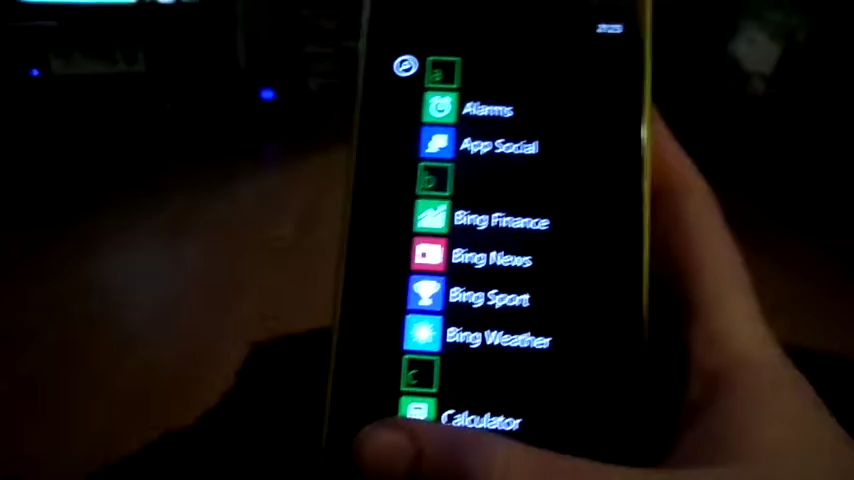 a
Alarms
App Social
b
Bing Finance
Bing News
Bing Sport
Bing Weather
c
Calculator